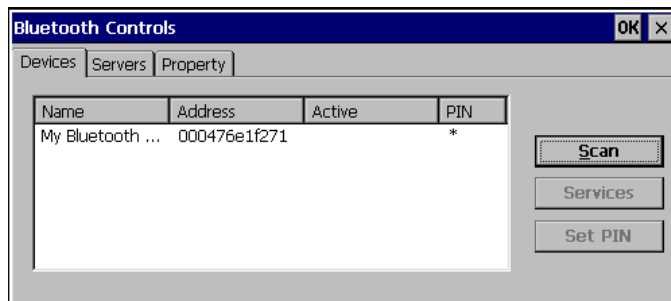 Bluetooth Controls OK ×
Devices Servers Property
Name Address Active PIN
My Bluetooth ... 000476e1f271 *
Scan
Services
Set PIN